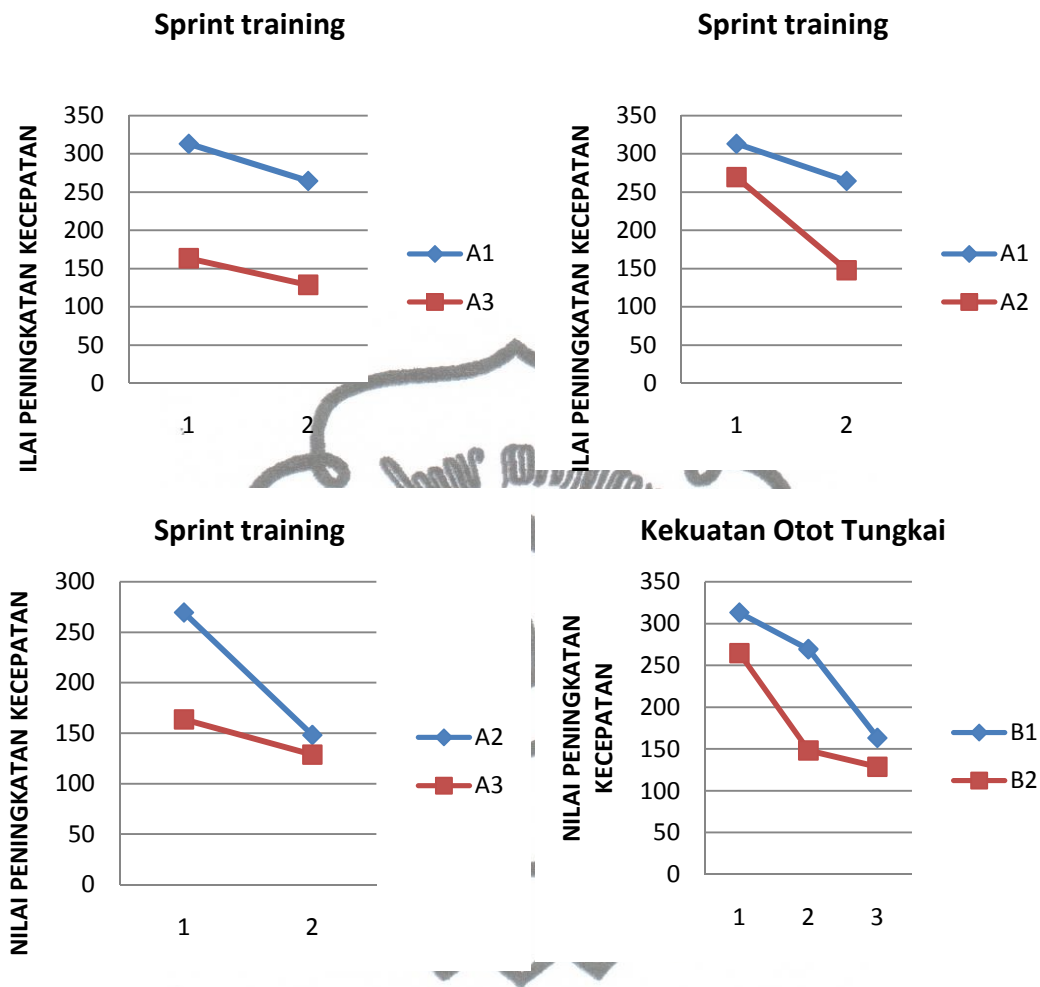 Sprint training
ILAI PENINGKATAN KECEPATAN
350
300
250
200
150
100
50
0
1
2
A1
A3
Sprint training
ILAI PENINGKATAN KECEPATAN
350
300
250
200
150
100
50
0
1
2
A1
A2
Sprint training
NILAI PENINGKATAN KECEPATAN
300
250
200
150
100
50
0
1
2
A2
A3
Kekuatan Otot Tungkai
NILAI PENINGKATAN
KECEPATAN
350
300
250
200
150
100
50
0
1
2
3
B1
B2